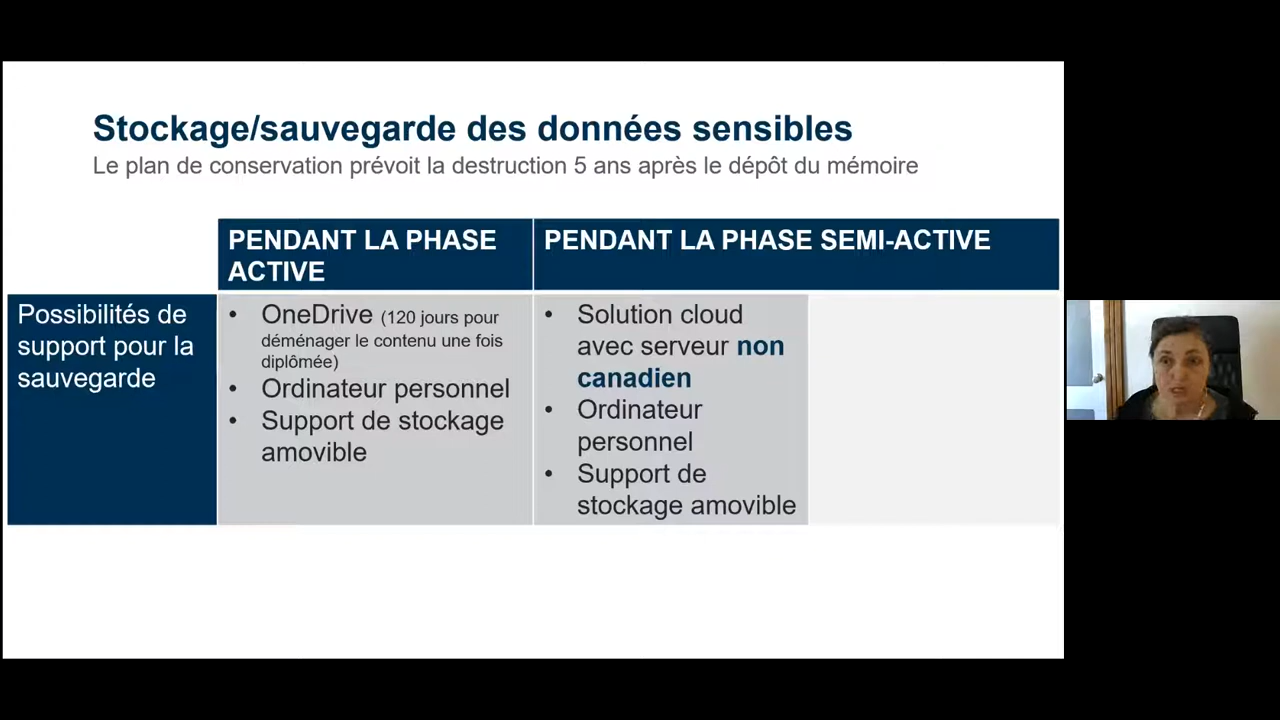 Stockage/sauvegarde des données sensibles
Le plan de conservation prévoit la destruction 5 ans après le dépôt du mémoire
PENDANT LA PHASE
ACTIVE
PENDANT LA PHASE SEMI-ACTIVE
Possibilités de
support pour la
sauvegarde
• OneDrive (120 jours pour
déménager le contenu une fois
diplômée)
• Ordinateur personnel
• Support de stockage
amovible
• Solution cloud
avec serveur non
canadien
• Ordinateur
personnel
• Support de
stockage amovible